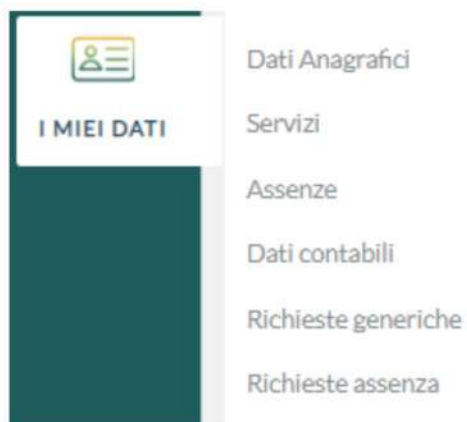 I MIEI DATI
Dati Anagrafici
Servizi
Assenze
Dati contabili
Richieste generiche
Richieste assenza